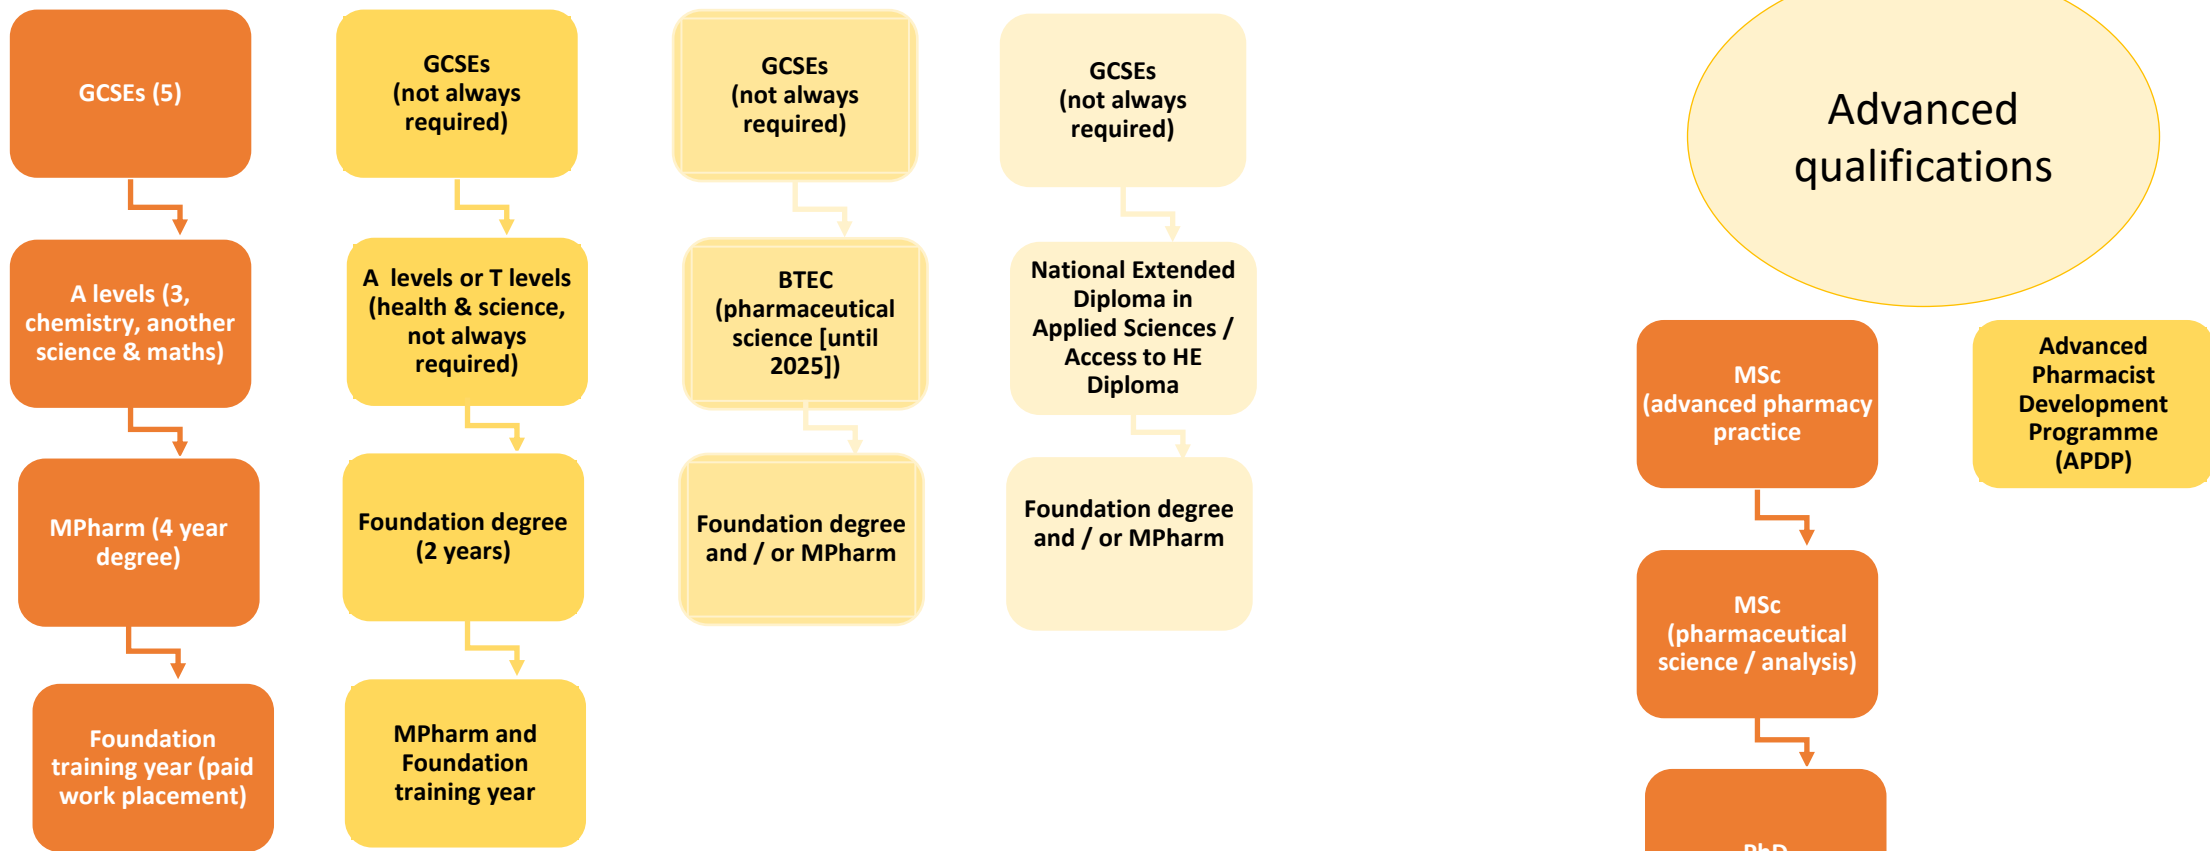 GCSEs (5)
A levels (3,
chemistry, another
science & maths)
MPharm (4 year
degree)
Foundation
training year (paid
work placement)
GCSEs
(not always
required)
A levels or T levels
(health & science,
not always
required)
Foundation degree
(2 years)
MPharm and
Foundation
training year
GCSEs
(not always
required)
BTEC
(pharmaceutical
science [until
2025])
Foundation degree
and / or MPharm
GCSEs
(not always
required)
National Extended
Diploma in
Applied Sciences /
Access to HE
Diploma
Foundation degree
and / or MPharm
Advanced
qualifications
MSc
(advanced pharmacy
practice
MSc
(pharmaceutical
science / analysis)
PhD
Advanced
Pharmacist
Development
Programme
(APDP)